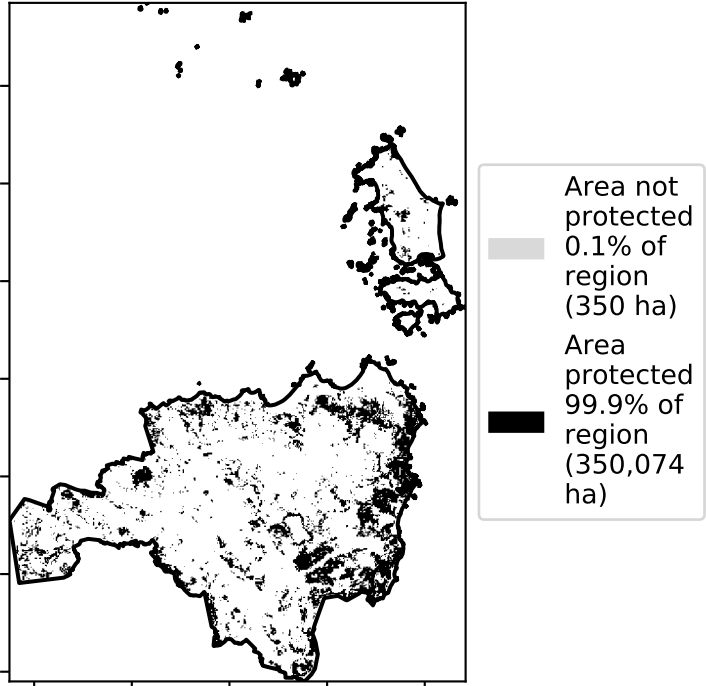 Area not
protected
0.1% of
region
(350 ha)
Area
protected
99.9% of
region
(350,074
ha)